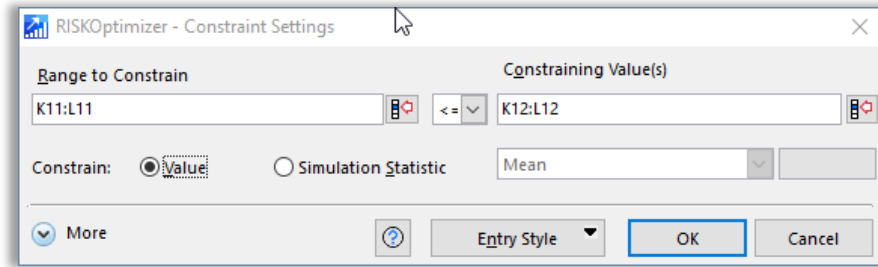 RISKOptimizer - Constraint Settings
Range to Constrain
Constraining Value(s)
K11:L11
<=
K12:L12
Constrain:
Value
Simulation Statistic
Mean
More
?
Entry Style
OK
Cancel